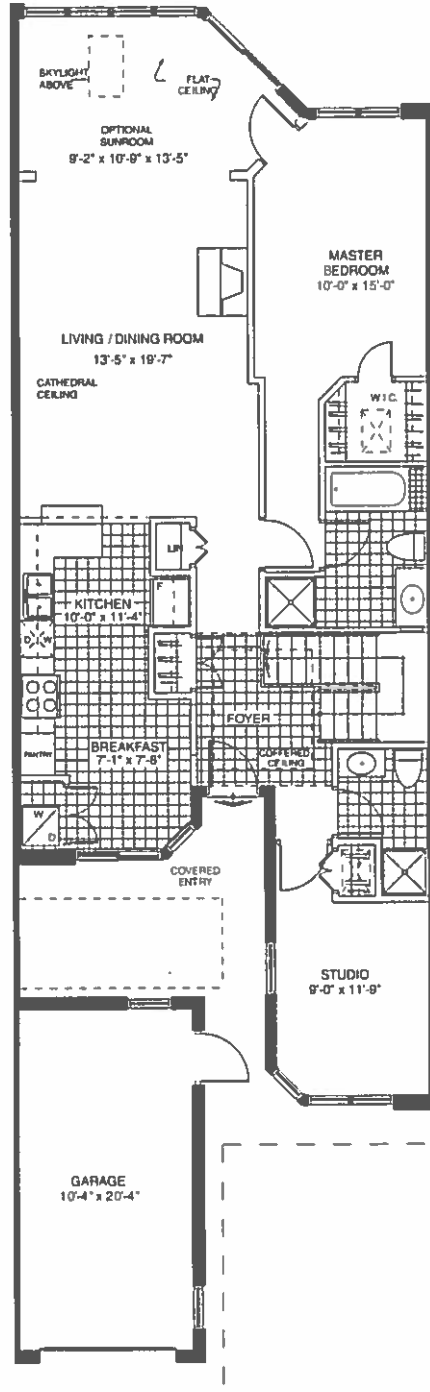 SKYLIGHT
ABOVE
FLAT
CEILING
OPTIONAL
SUNROOM
9'-2" x 10'-9" x 13'-5"
MASTER
BEDROOM
10'-0" x 15'-0"
LIVING / DINING ROOM
13'-5" x 19'-7"
CATHEDRAL
CEILING
W.I.C.
LIN
F
KITCHEN
10'-0" x 11'-4"
D W
FOYER
BREAKFAST
7'-1" x 7'-8"
COFFERED
CEILING
PANTRY
W
D
COVERED
ENTRY
STUDIO
9'-0" x 11'-9"
GARAGE
10'-4" x 20'-4"